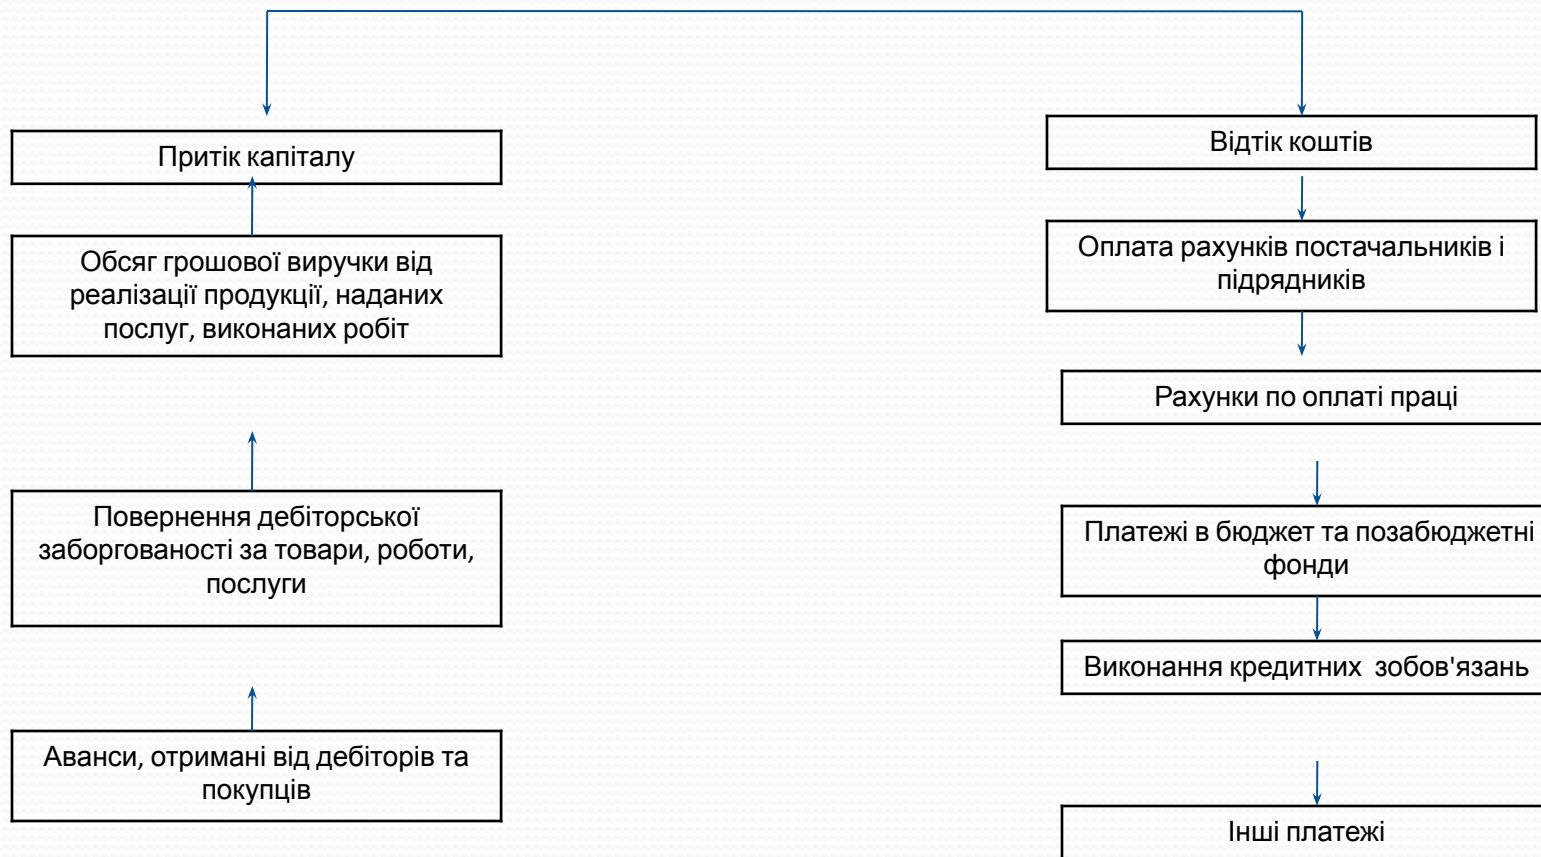 Притік капіталу
Обсяг грошової виручки від
реалізації продукції, наданих
послуг, виконаних робіт
Повернення дебіторської
заборгованості за товари, роботи,
послуги
Аванси, отримані від дебіторів та
покупців
Відтік коштів
Оплата рахунків постачальників і
підрядників
Рахунки по оплаті праці
Платежі в бюджет та позабюджетні
фонди
Виконання кредитних  зобов'язань
Інші платежі